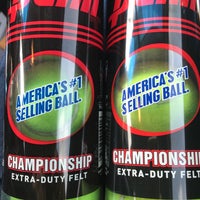 AMERICA'S #1
SELLING BALL.
CHAMPIONSHIP
EXTRA-DUTY FELT
AMERICA'S #1
SELLING BALL.
CHAMPIONSHIP
EXTRA-DUTY FELT